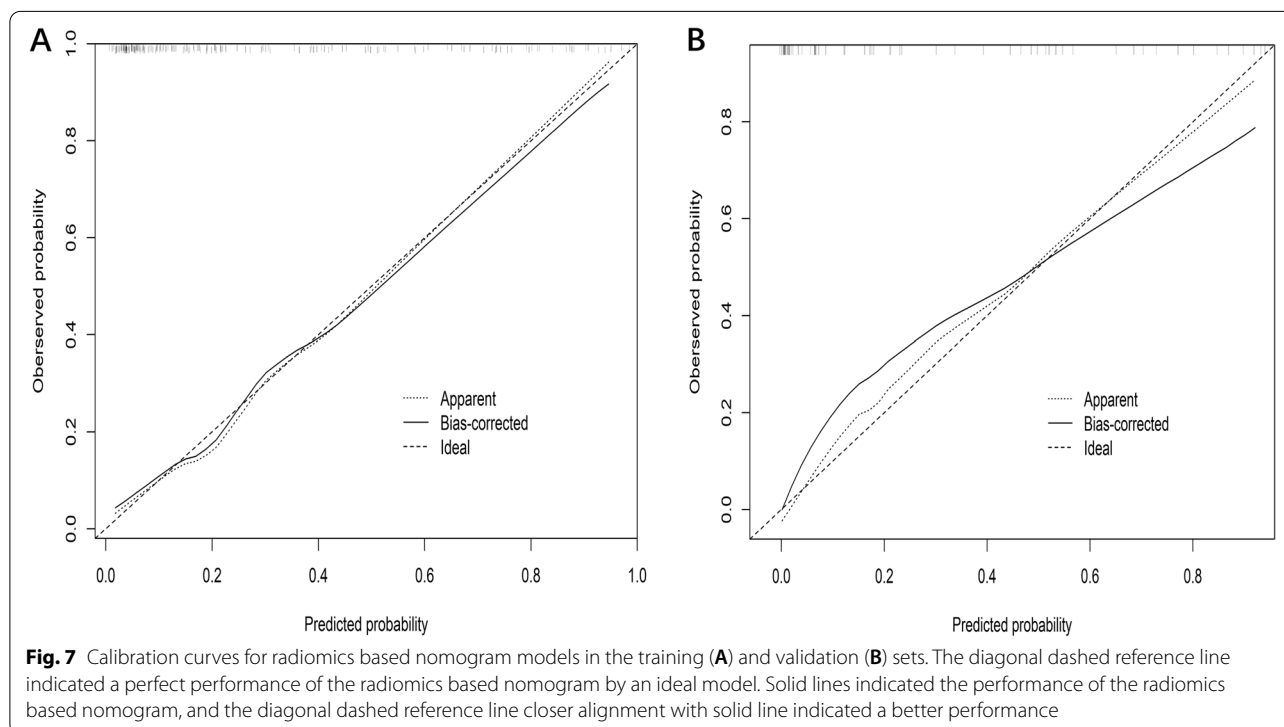 A
1.0
0.8
0.6
0.4
0.2
0.0
Oberserved probability
Apparent
Bias-corrected
Ideal
0.0 0.2 0.4 0.6 0.8 1.0
Predicted probability
B
0.8
0.6
0.4
0.2
0.0
Oberserved probability
Apparent
Bias-corrected
Ideal
0.0 0.2 0.4 0.6 0.8
Predicted probability
Fig. 7 Calibration curves for radiomics based nomogram models in the training (A) and validation (B) sets. The diagonal dashed reference line
indicated a perfect performance of the radiomics based nomogram by an ideal model. Solid lines indicated the performance of the radiomics
based nomogram, and the diagonal dashed reference line closer alignment with solid line indicated a better performance